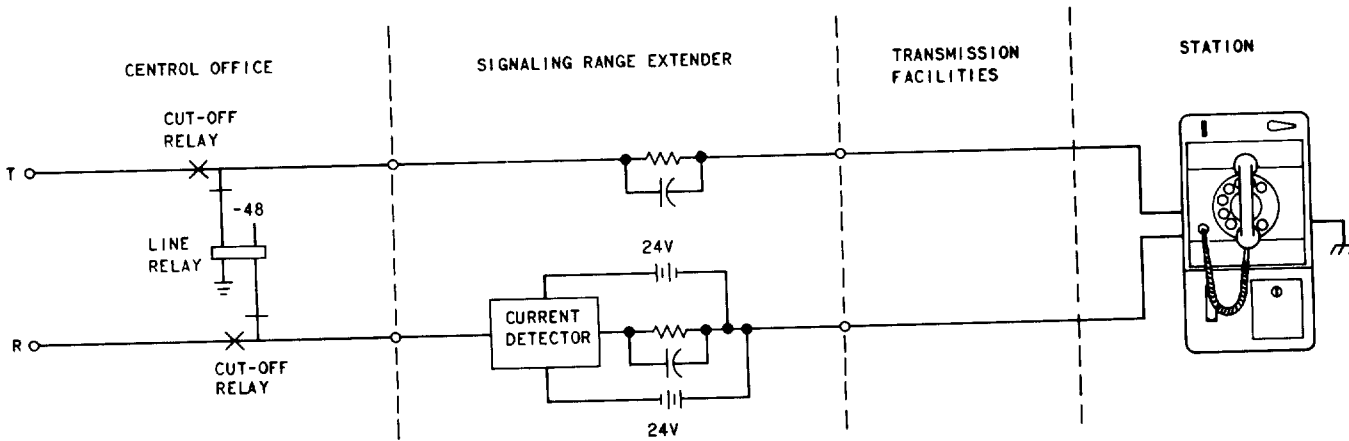 CENTRAL OFFICE
SIGNALING RANGE EXTENDER
TRANSMISSION
FACILITIES
STATION
CUT-OFF
RELAY
T
-48
LINE
RELAY
24V
CURRENT
DETECTOR
R
CUT-OFF
RELAY
24V